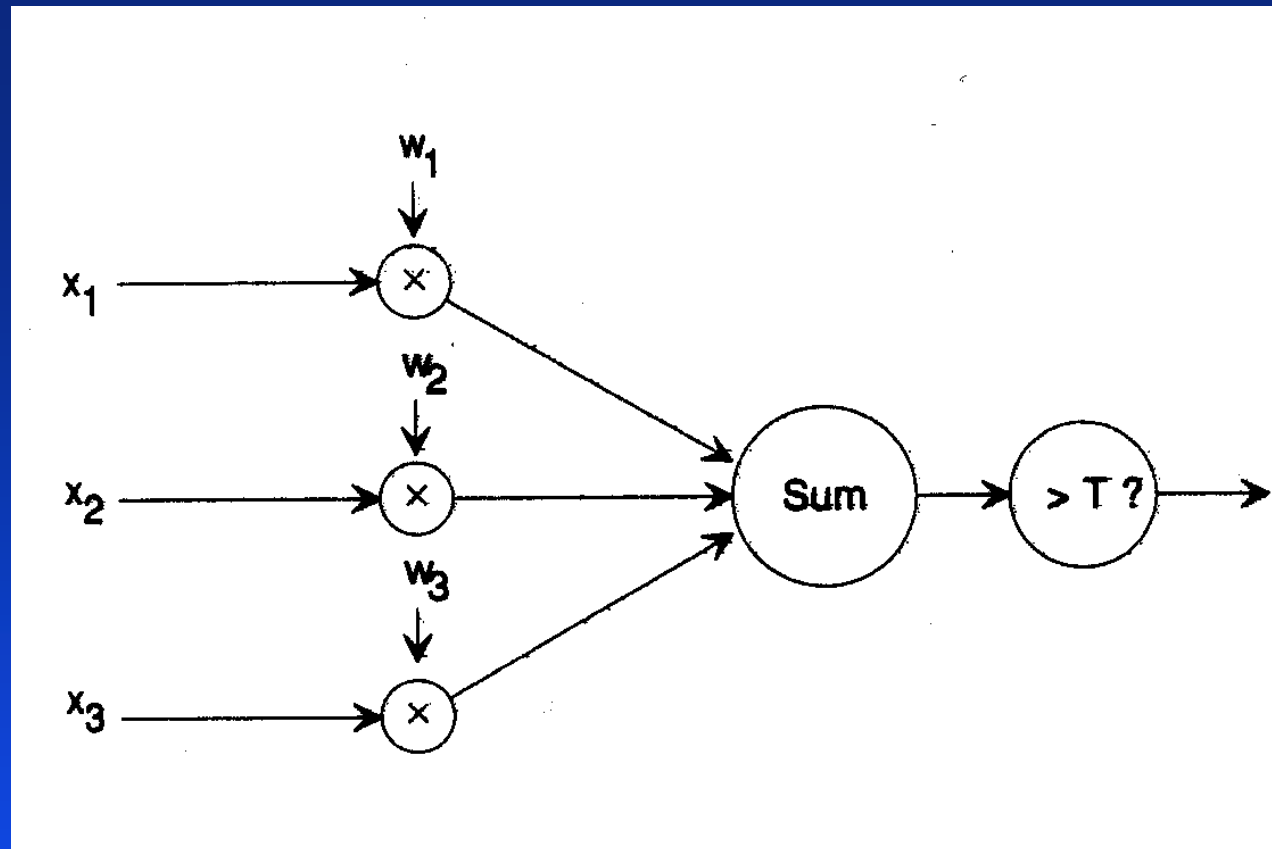 w₁
x₁
×
w₂
x₂
×
Sum
> T ?
w₃
x₃
×